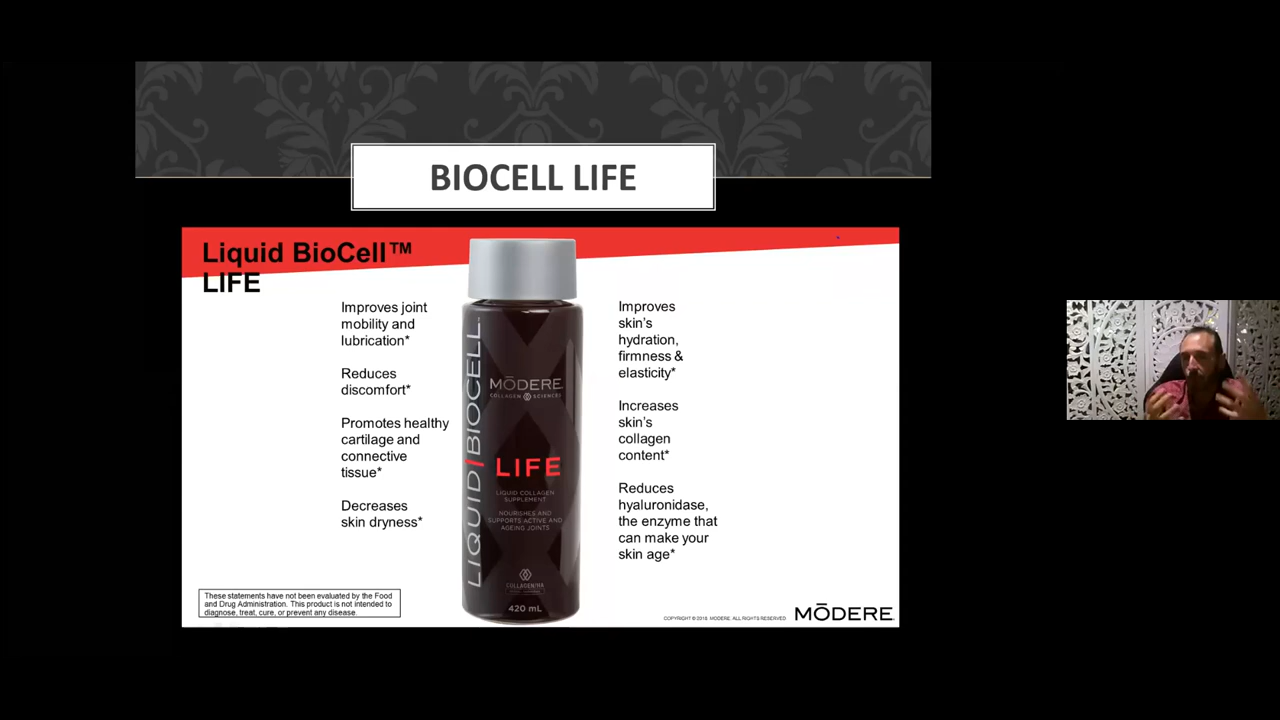 BIOCELL LIFE
Liquid BioCell™
LIFE
Improves joint
mobility and
lubrication*
Reduces
discomfort*
Promotes healthy
cartilage and
connective
tissue*
Decreases
skin dryness*
LIQUID BIOCELL™
MŌDERE
COLLAGEN SCIENCES
LIFE
LIQUID COLLAGEN
SUPPLEMENT
NOURISHES AND
SUPPORTS ACTIVE AND
AGEING JOINTS
COLLAGEN/HA
420 mL
Improves
skin's
hydration,
firmness &
elasticity*
Increases
skin's
collagen
content*
Reduces
hyaluronidase,
the enzyme that
can make your
skin age*
These statements have not been evaluated by the Food
and Drug Administration. This product is not intended to
diagnose, treat, cure, or prevent any disease.
COPYRIGHT © 2018. MODERE. ALL RIGHTS RESERVED
MŌDERE